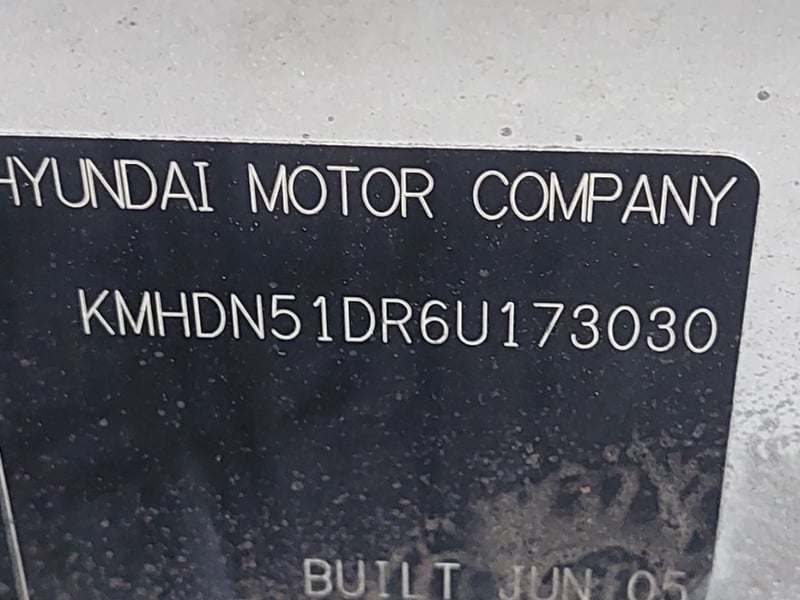 HYUNDAI MOTOR COMPANY
KMHDN51DR6U173030
BUILT JUN 05